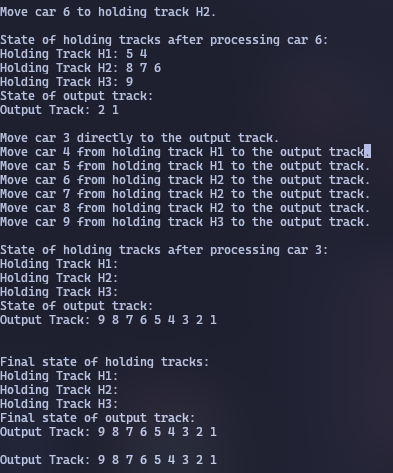 Move car 6 to holding track H2.
State of holding tracks after processing car 6:
Holding Track H1: 5 4
Holding Track H2: 8 7 6
Holding Track H3: 9
State of output track:
Output Track: 2 1
Move car 3 directly to the output track.
Move car 4 from holding track H1 to the output track.
Move car 5 from holding track H1 to the output track.
Move car 6 from holding track H2 to the output track.
Move car 7 from holding track H2 to the output track.
Move car 8 from holding track H2 to the output track.
Move car 9 from holding track H3 to the output track.
State of holding tracks after processing car 3:
Holding Track H1:
Holding Track H2:
Holding Track H3:
State of output track:
Output Track: 9 8 7 6 5 4 3 2 1
Final state of holding tracks:
Holding Track H1:
Holding Track H2:
Holding Track H3:
Final state of output track:
Output Track: 9 8 7 6 5 4 3 2 1
Output Track: 9 8 7 6 5 4 3 2 1